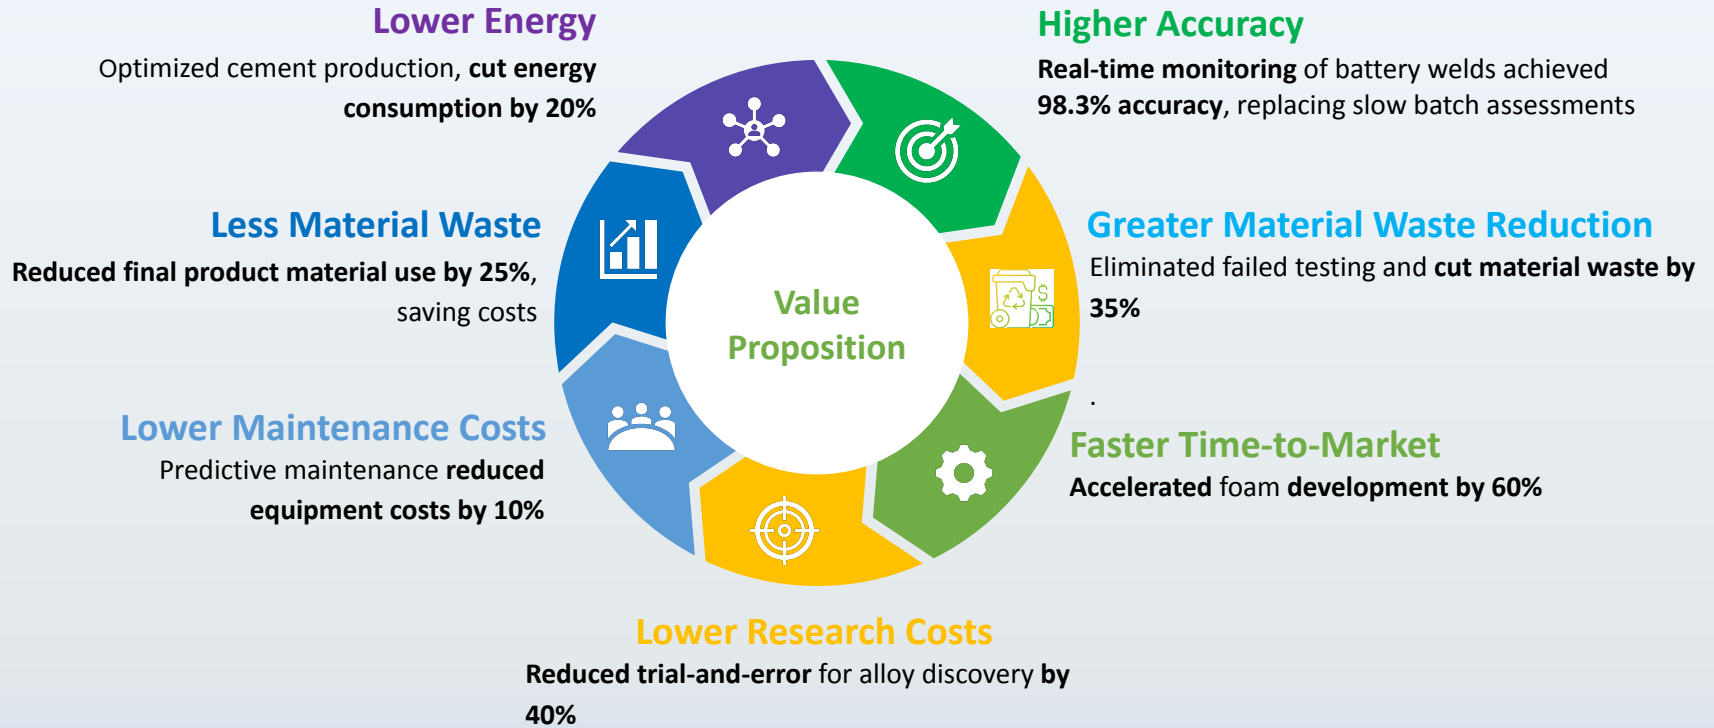 Lower Energy
Optimized cement production, cut energy
consumption by 20%
Higher Accuracy
Real-time monitoring of battery welds achieved
98.3% accuracy, replacing slow batch assessments
Less Material Waste
Reduced final product material use by 25%,
saving costs
Greater Material Waste Reduction
Eliminated failed testing and cut material waste by
35%
.
Value
Proposition
Lower Maintenance Costs
Predictive maintenance reduced
equipment costs by 10%
Faster Time-to-Market
Accelerated foam development by 60%
Lower Research Costs
Reduced trial-and-error for alloy discovery by
40%
$